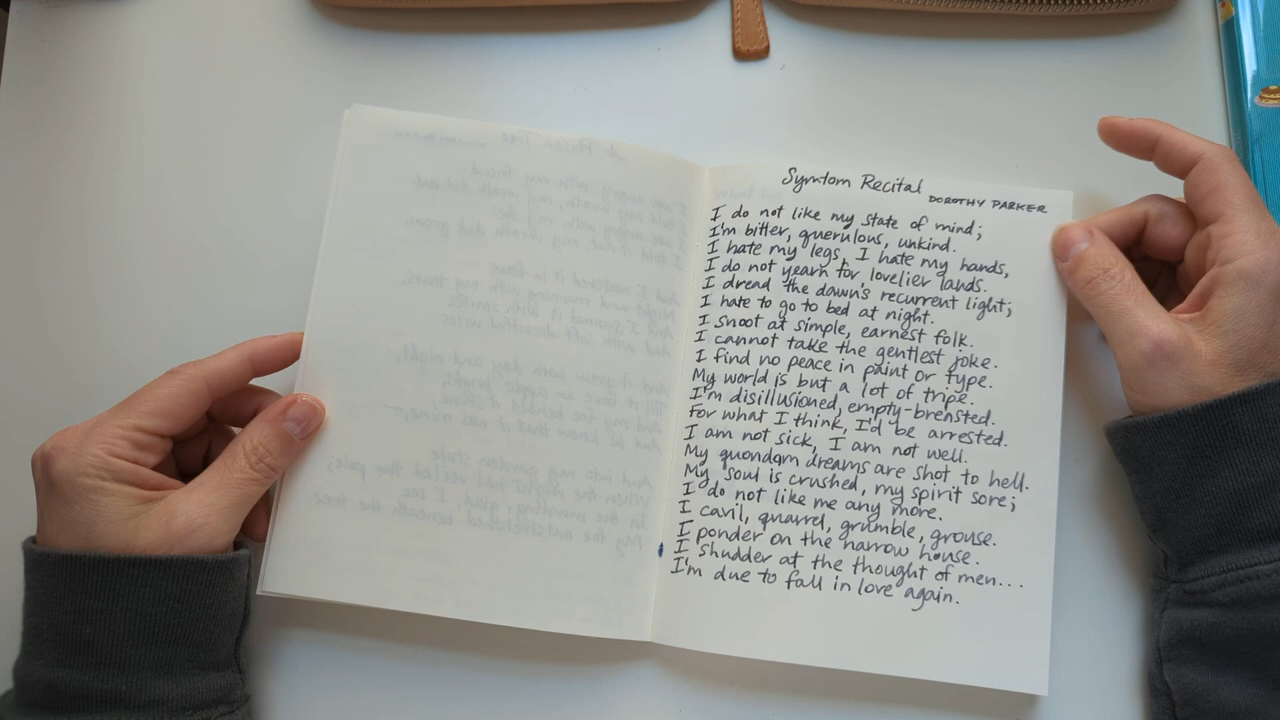 Symtom Recital
DOROTHY PARKER
I do not like my state of mind;
I'm bitter, querulous, unkind.
I hate my legs, I hate my hands,
I do not yearn for lovelier lands.
I dread the dawn's recurrent light;
I hate to go to bed at night.
I snoot at simple, earnest folk.
I cannot take the gentlest joke.
I find no peace in paint or type.
My world is but a lot of tripe.
I'm disillusioned, empty-breasted.
For what I think, I'd be arrested.
I am not sick, I am not well.
My quondam dreams are shot to hell.
My soul is crushed, my spirit sore;
I do not like me any more.
I cavil, quarrel, grumble, grouse.
I ponder on the narrow house.
I shudder at the thought of men...
I'm due to fall in love again.